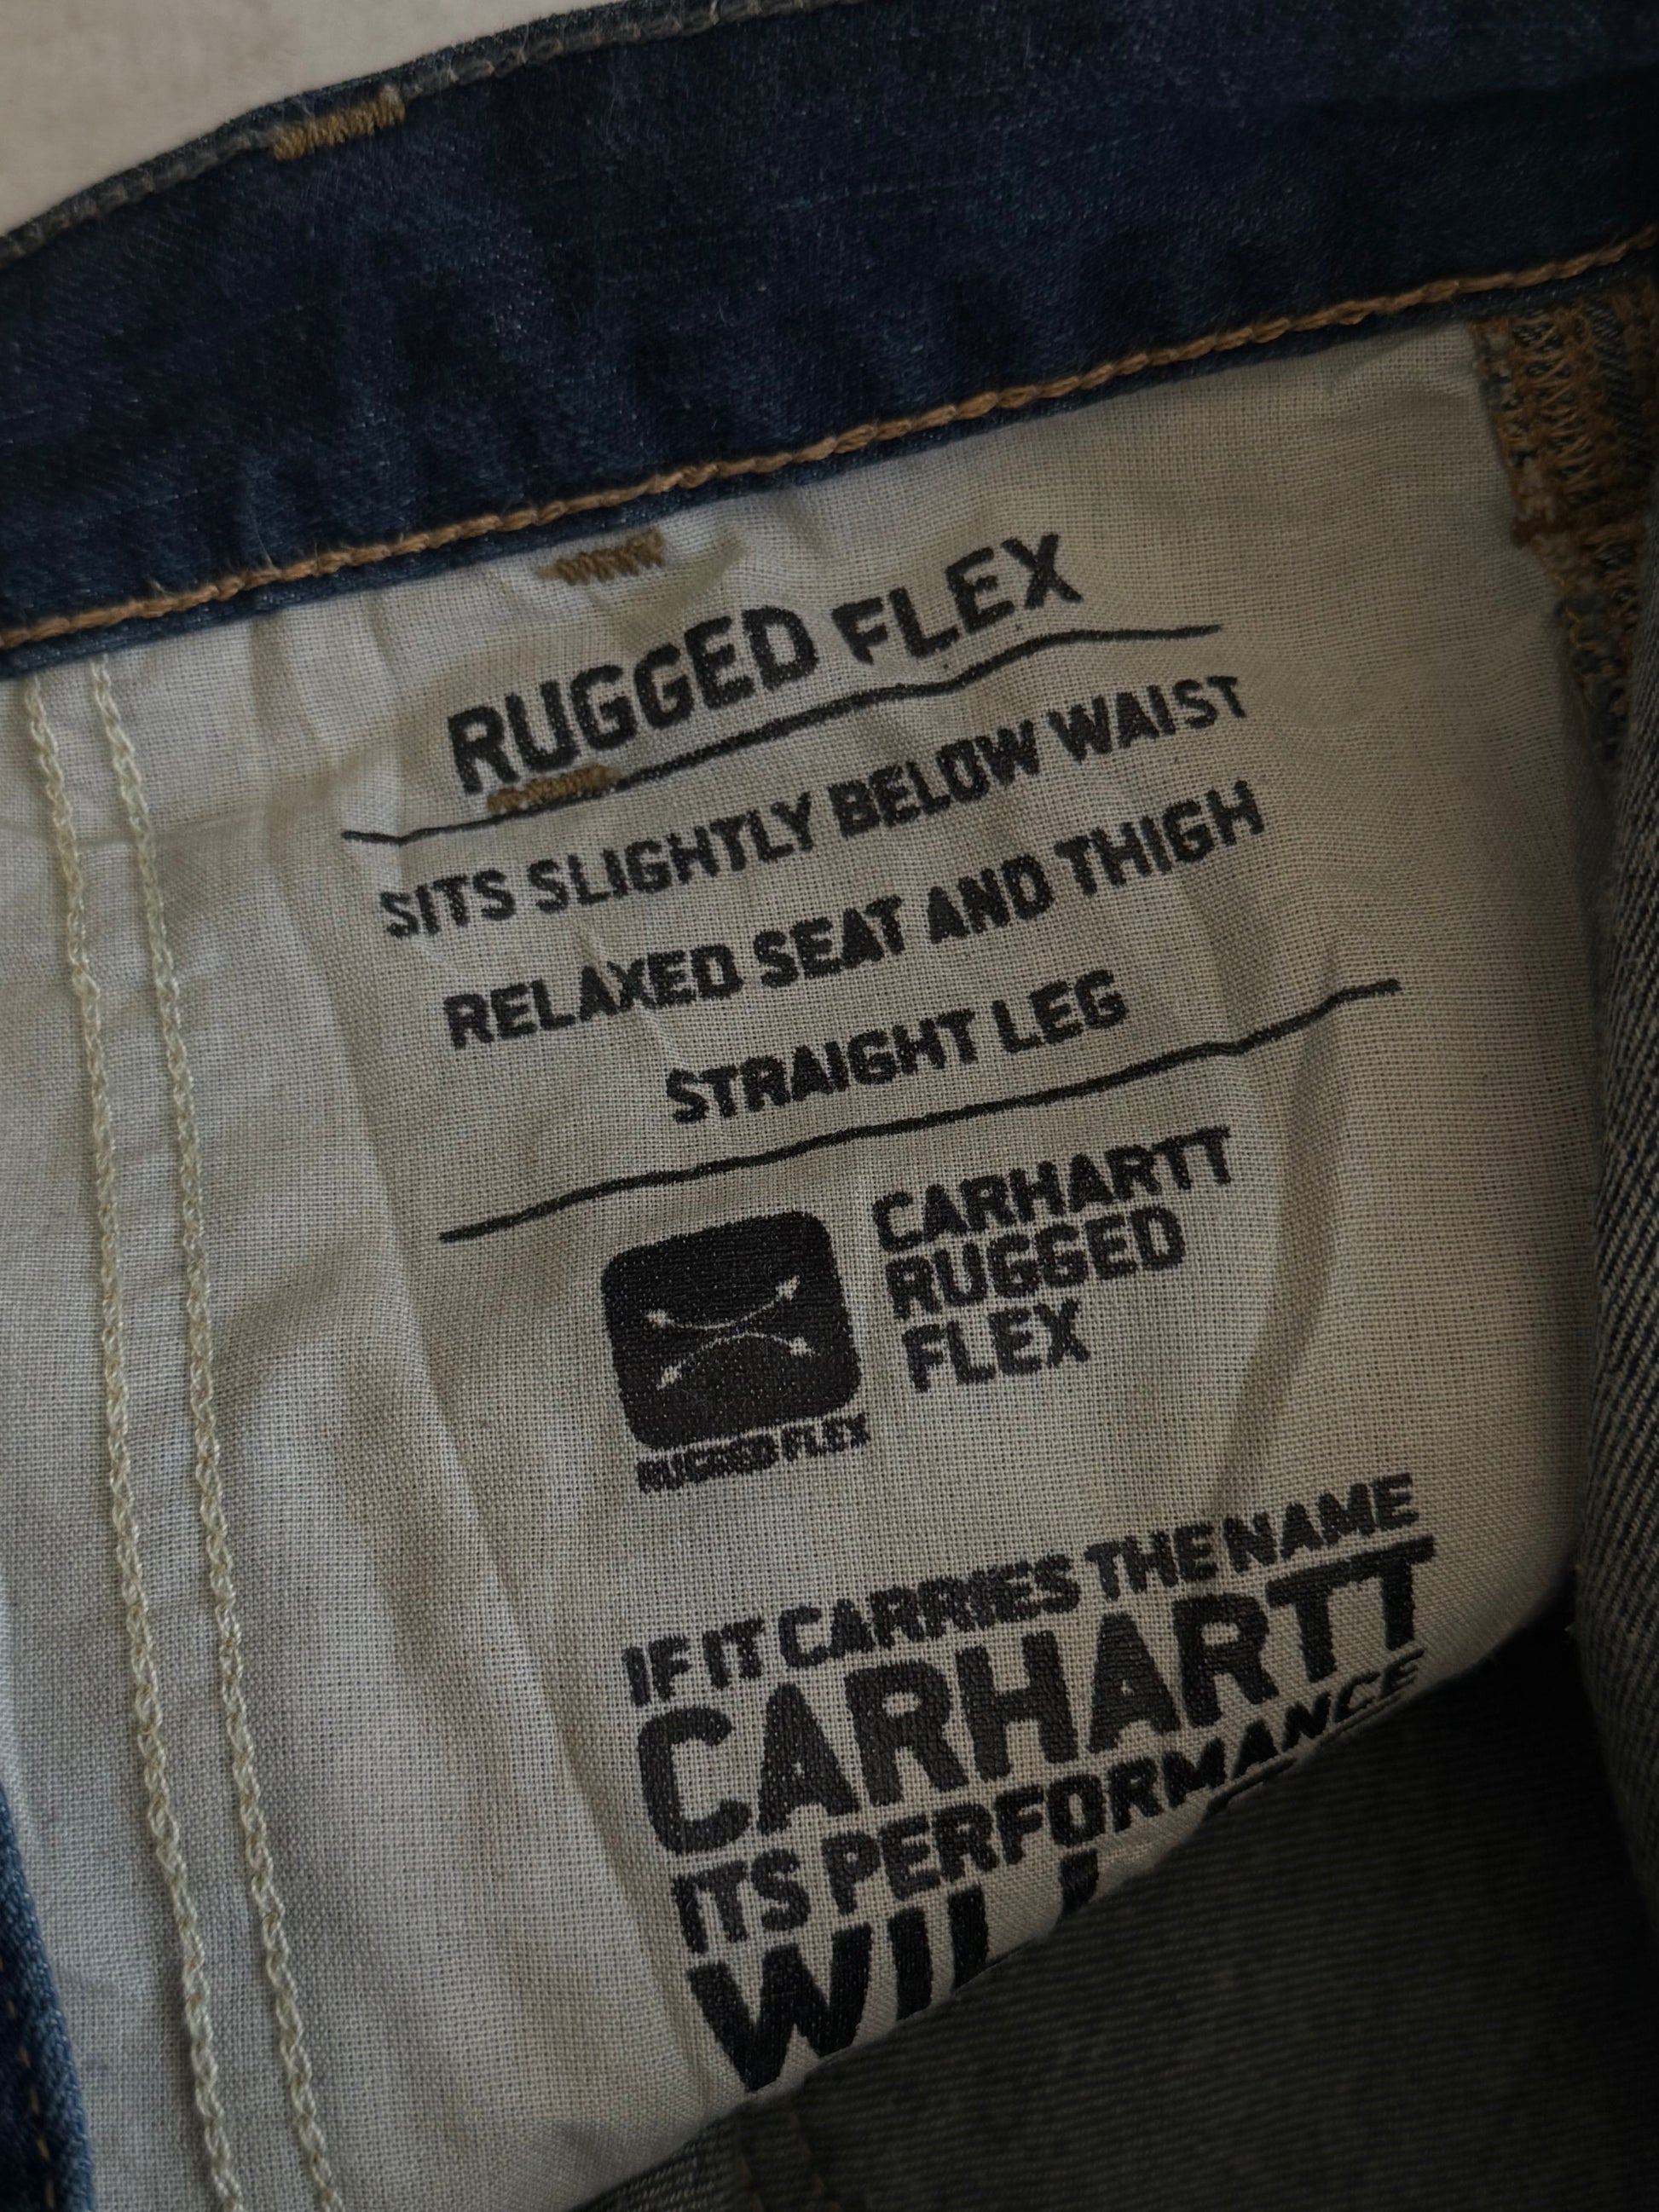 RUGGED FLEX
SITS SLIGHTLY BELOW WAIST
RELAXED SEAT AND THIGH
STRAIGHT LEG
CARHARTT
RUGGED
FLEX
RUGGED FLEX
IF IT CARRIES THE NAME
CARHARTT
ITS PERFORMANCE